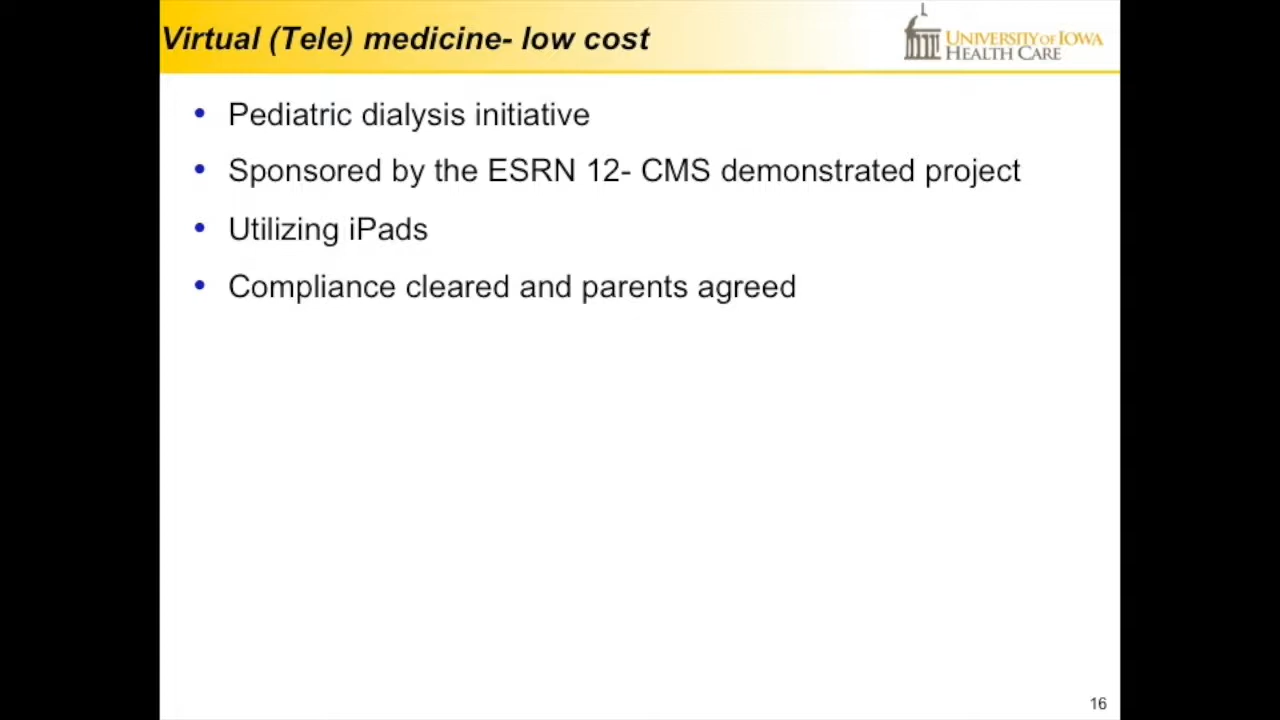 Virtual (Tele) medicine- low cost
UNIVERSITY OF IOWA
HEALTH CARE
• Pediatric dialysis initiative
• Sponsored by the ESRN 12- CMS demonstrated project
• Utilizing iPads
• Compliance cleared and parents agreed
16